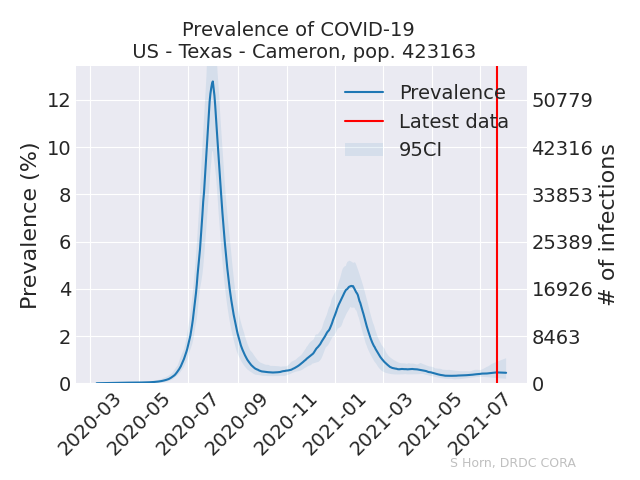 Prevalence of COVID-19
US - Texas - Cameron, pop. 423163
Prevalence
Latest data
95CI
Prevalence (%)
12
10
8
6
4
2
0
50779
42316
33853
25389
16926
8463
0
# of infections
2020-03
2020-05
2020-07
2020-09
2020-11
2021-01
2021-03
2021-05
2021-07
S Horn, DRDC CORA